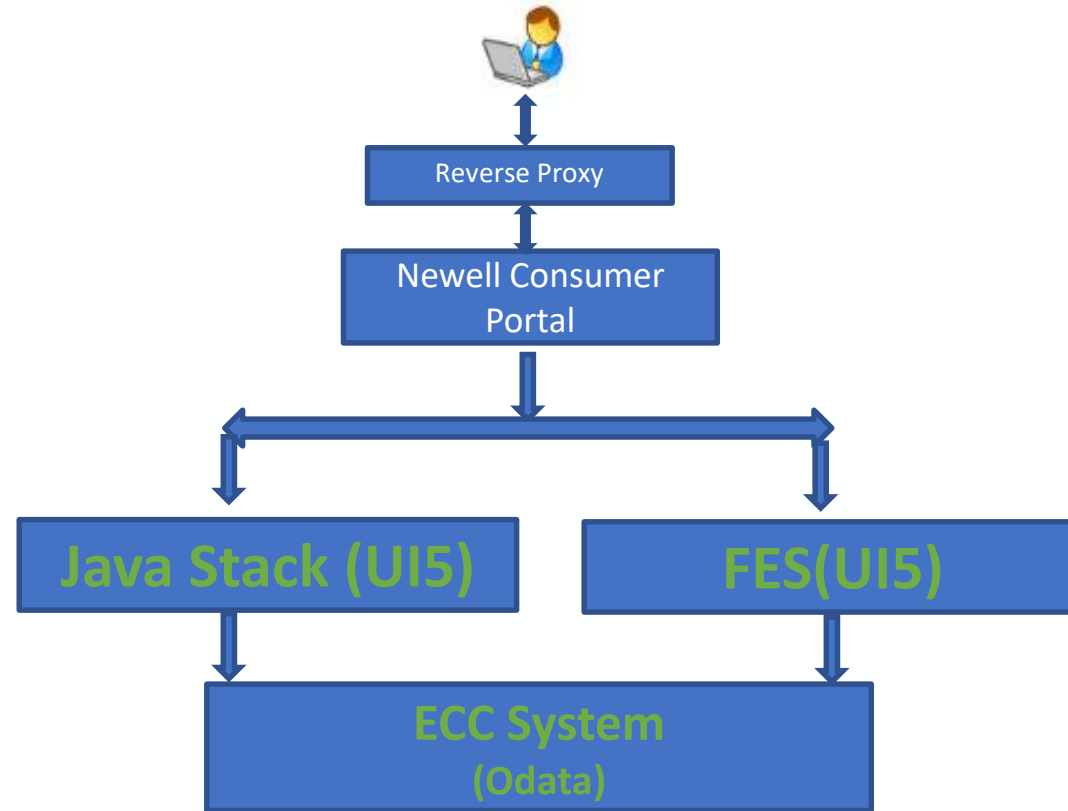 Reverse Proxy
Newell Consumer
Portal
Java Stack (UI5)
FES(UI5)
ECC System
(Odata)